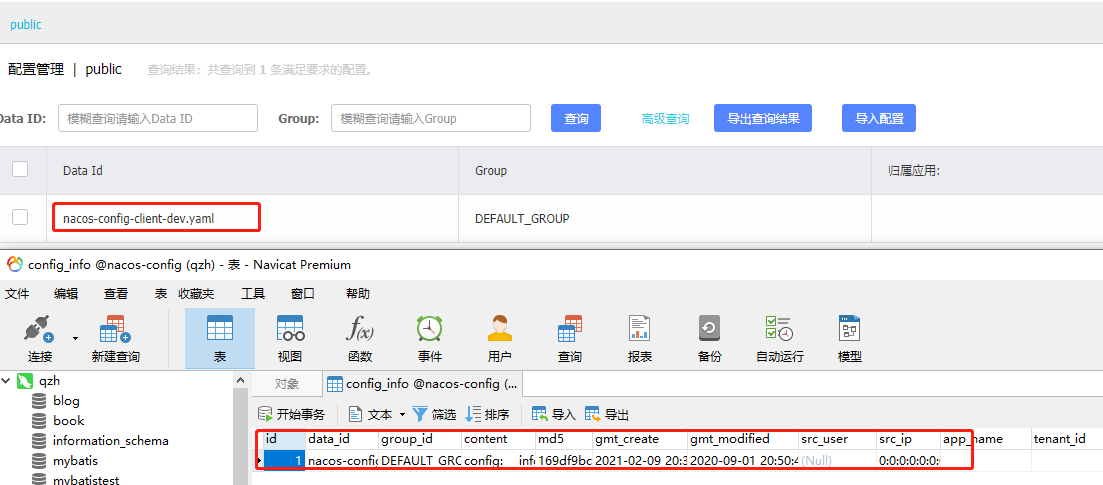 public
配置管理 | public 查询结果：共查询到 1 条满足要求的配置。
Data ID: 模糊查询请输入Data ID Group: 模糊查询请输入Group 查询 高级查询 导出查询结果 导入配置
Data Id Group 归属应用:
nacos-config-client-dev.yaml DEFAULT_GROUP
config_info @nacos-config (qzh) - 表 - Navicat Premium
文件 编辑 查看 表 收藏夹 工具 窗口 帮助
连接 新建查询 表 视图 函数 事件 用户 查询 报表 备份 自动运行 模型
qzh 对象 config_info @nacos-config (...
blog 开始事务 文本 筛选 排序 导入 导出
book id data_id group_id content md5 gmt_create gmt_modified src_user src_ip app_name tenant_id
information_schema
mybatis 1 nacos-config DEFAULT_GRO config: info 169df9bc 2021-02-09 20:3 2020-09-01 20:50:4 (Null) 0:0:0:0:0:0:
mybatistest